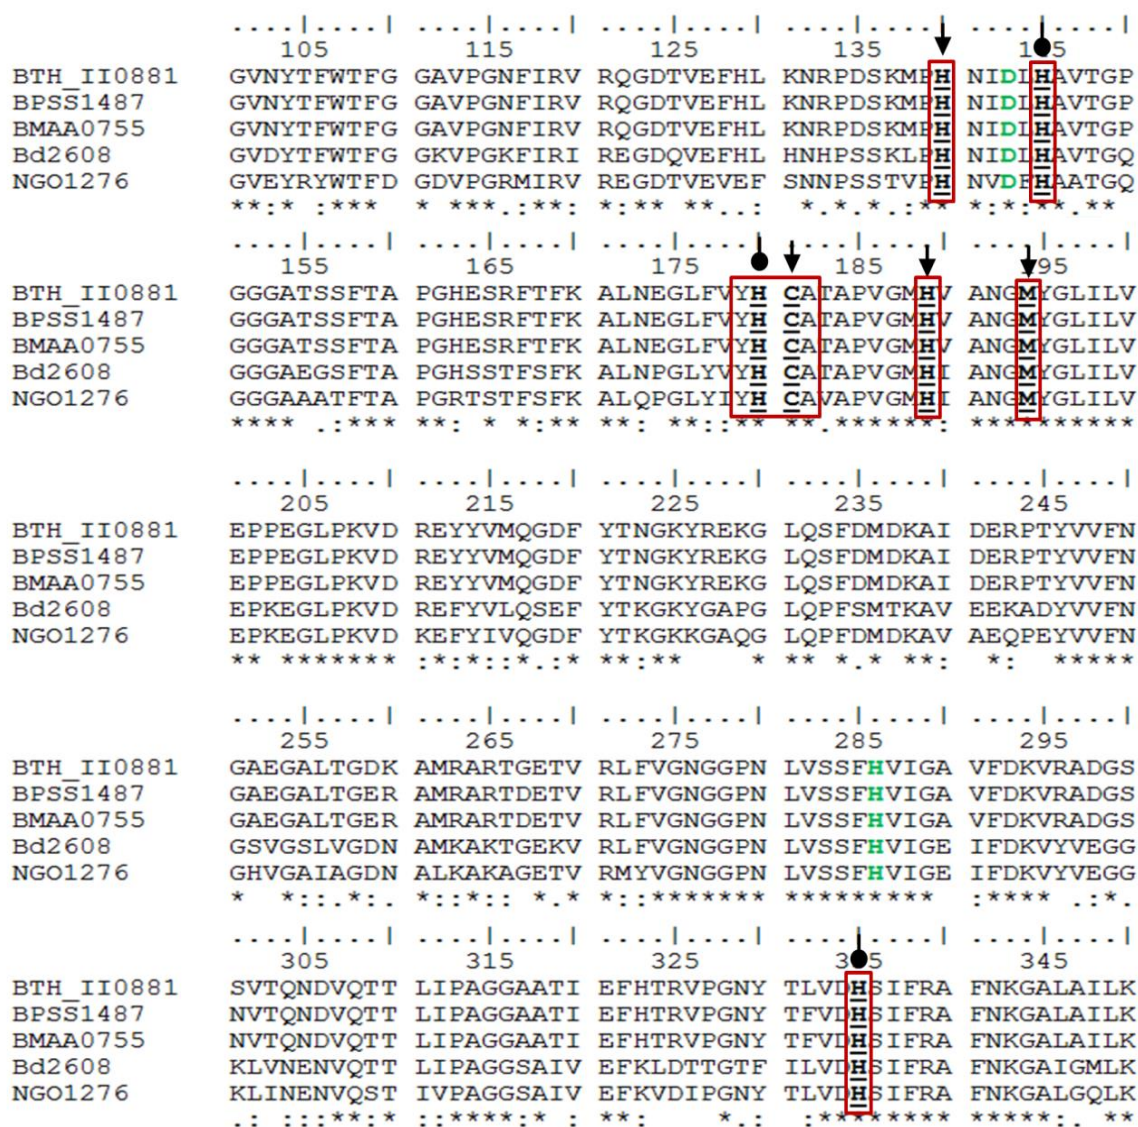 ....|....| ....|....| ....|....| ....|....| ....|....|
105 115 125 135 145
BTH_II0881 GVNYTFWTFG GAVPGNFIRV RQGDTVEFHL KNRPDSKMPH NIDLHAVTGP
BPSS1487 GVNYTFWTFG GAVPGNFIRV RQGDTVEFHL KNRPDSKMPH NIDLHAVTGP
BMAA0755 GVNYTFWTFG GAVPGNFIRV RQGDTVEFHL KNRPDSKMPH NIDLHAVTGP
Bd2608 GVDYTFWTFG GKVPGKFIRI REGDQVEFHL HNHPSSKLPH NIDLHAVTGQ
NGO1276 GVEYRYWTFD GDVPGRMIRV REGDTVEVEF SNNPSSTVPH NVDFHAATGQ
**:* :*** * ***.:**: *:** **..: *.*.*.:** *:*:**.**
....|....| ....|....| ....|....| ....|....| ....|....|
155 165 175 185 195
BTH_II0881 GGGATSSFTA PGHESRFTFK ALNEGLFVYH CATAPVGMHV ANGMYGLILV
BPSS1487 GGGATSSFTA PGHESRFTFK ALNEGLFVYH CATAPVGMHV ANGMYGLILV
BMAA0755 GGGATSSFTA PGHESRFTFK ALNEGLFVYH CATAPVGMHV ANGMYGLILV
Bd2608 GGGAEGSFTA PGHSSTFSFK ALNPGLYVYH CATAPVGMHI ANGMYGLILV
NGO1276 GGGAAATFTA PGRTSTFSFK ALQPGLYIYH CAVAPVGMHI ANGMYGLILV
**** .:*** **: * *:** **: **::** **.******: **********
....|....| ....|....| ....|....| ....|....| ....|....|
205 215 225 235 245
BTH_II0881 EPPEGLPKVD REYYVMQGDF YTNGKYREKG LQSFDMDKAI DERPTYVVFN
BPSS1487 EPPEGLPKVD REYYVMQGDF YTNGKYREKG LQSFDMDKAI DERPTYVVFN
BMAA0755 EPPEGLPKVD REYYVMQGDF YTNGKYREKG LQSFDMDKAI DERPTYVVFN
Bd2608 EPKEGLPKVD REFYVLQSEF YTKGKYGAPG LQPFSMTKAV EEKADYVVFN
NGO1276 EPKEGLPKVD KEFYIVQGDF YTKGKKGAQG LQPFDMDKAV AEQPEYVVFN
** ******* :*:*::*.:* **:** * ** *.* **: *: *****
....|....| ....|....| ....|....| ....|....| ....|....|
255 265 275 285 295
BTH_II0881 GAEGALTGDK AMRARTGETV RLFVGNGGPN LVSSFHVIGA VFDKVRADGS
BPSS1487 GAEGALTGER AMRARTDETV RLFVGNGGPN LVSSFHVIGA VFDKVRADGS
BMAA0755 GAEGALTGER AMRARTDETV RLFVGNGGPN LVSSFHVIGA VFDKVRADGS
Bd2608 GSVGSLVGDN AMKAKTGEKV RLFVGNGGPN LVSSFHVIGE IFDKVYVEGG
NGO1276 GHVGAIAGDN ALKAKAGETV RMYVGNGGPN LVSSFHVIGE IFDKVYVEGG
* *::.*:. *::*:: *.* *::******* ********* :**** .:*.
....|....| ....|....| ....|....| ....|....| ....|....|
305 315 325 335 345
BTH_II0881 SVTQNDVQTT LIPAGGAATI EFHTRVPGNY TLVDHSIFRA FNKGALAILK
BPSS1487 NVTQNDVQTT LIPAGGAATI EFHTRVPGNY TFVDHSIFRA FNKGALAILK
BMAA0755 NVTQNDVQTT LIPAGGAATI EFHTRVPGNY TFVDHSIFRA FNKGALAILK
Bd2608 KLVNENVQTT LIPAGGSAIV EFKLDTTGTF ILVDHSIFRA FNKGAIGMLK
NGO1276 KLINENVQST IVPAGGSAIV EFKVDIPGNY TLVDHSIFRA FNKGALGQLK
.: :::**:* ::****:* : **: *.: :******** *****:. **